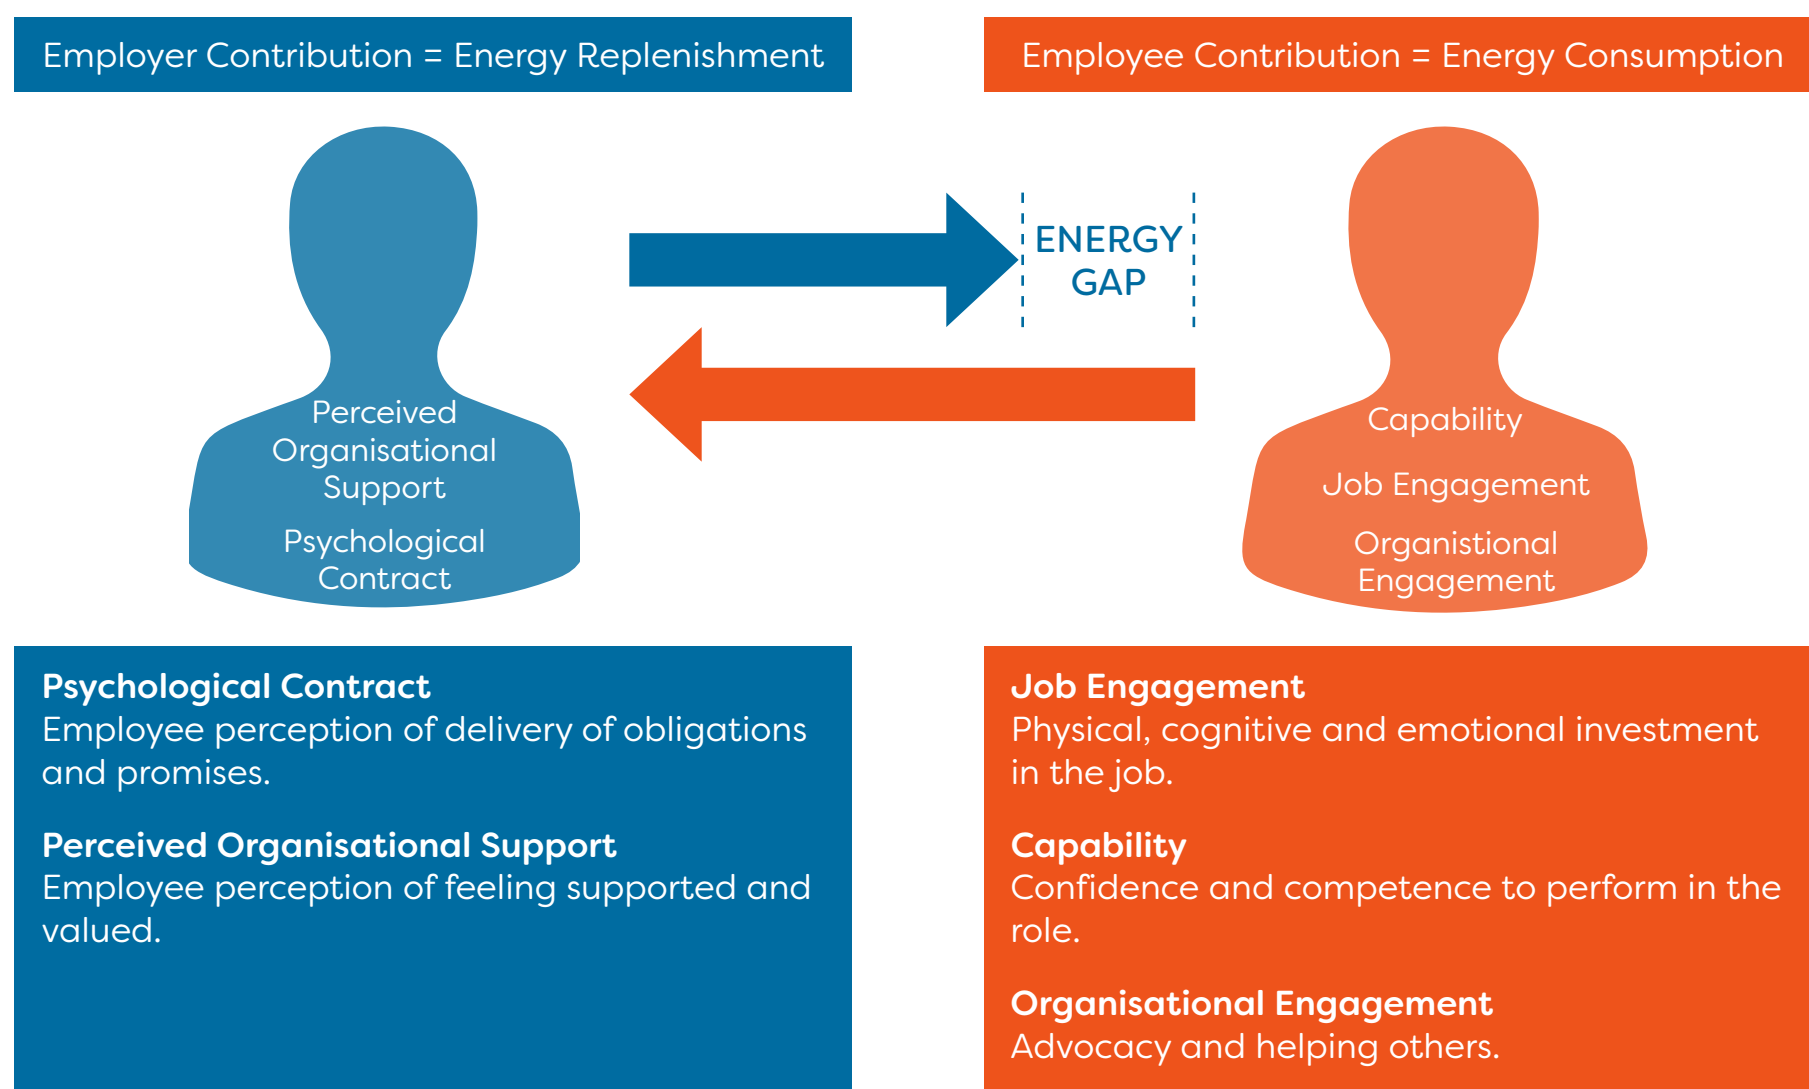 Employer Contribution = Energy Replenishment
Employee Contribution = Energy Consumption
ENERGY
GAP
Perceived
Organisational
Support
Psychological
Contract
Capability
Job Engagement
Organistional
Engagement
Psychological Contract
Employee perception of delivery of obligations
and promises.
Perceived Organisational Support
Employee perception of feeling supported and
valued.
Job Engagement
Physical, cognitive and emotional investment
in the job.
Capability
Confidence and competence to perform in the
role.
Organisational Engagement
Advocacy and helping others.